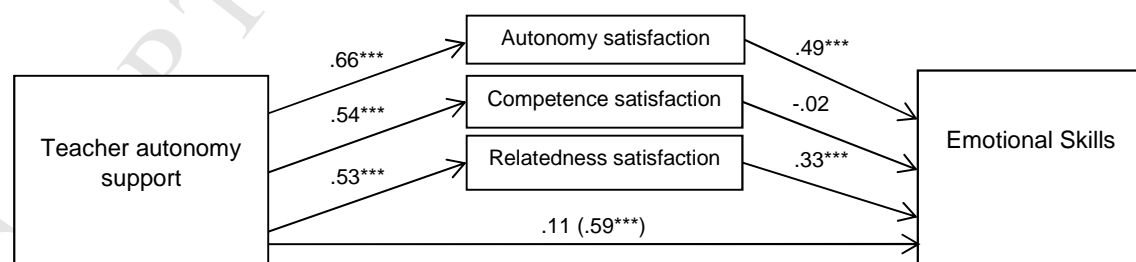 Autonomy satisfaction
.66***
.49***
Competence satisfaction
-.02
.54***
Teacher autonomy
support
Emotional Skills
Relatedness satisfaction
.33***
.53***
.11 (.59***)